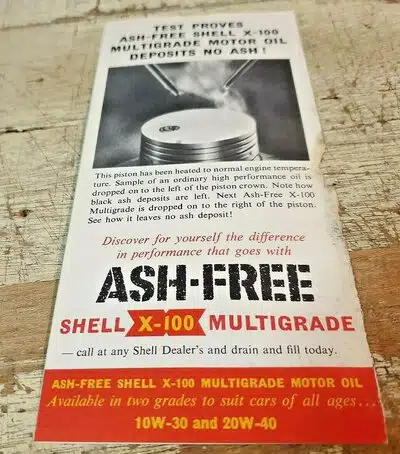 TEST PROVES
ASH-FREE SHELL X-100
MULTIGRADE MOTOR OIL
DEPOSITS NO ASH!
This piston has been heated to normal engine tempera-
ture. Sample of an ordinary high performance oil is
dropped on to the left of the piston crown. Note how
black ash deposits are left. Next Ash-Free X-100
Multigrade is dropped on to the right of the piston.
See how it leaves no ash deposit!
Discover for yourself the difference
in performance that goes with
ASH-FREE
SHELL X-100 MULTIGRADE
— call at any Shell Dealer's and drain and fill today.
ASH-FREE SHELL X-100 MULTIGRADE MOTOR OIL
Available in two grades to suit cars of all ages...
10W-30 and 20W-40